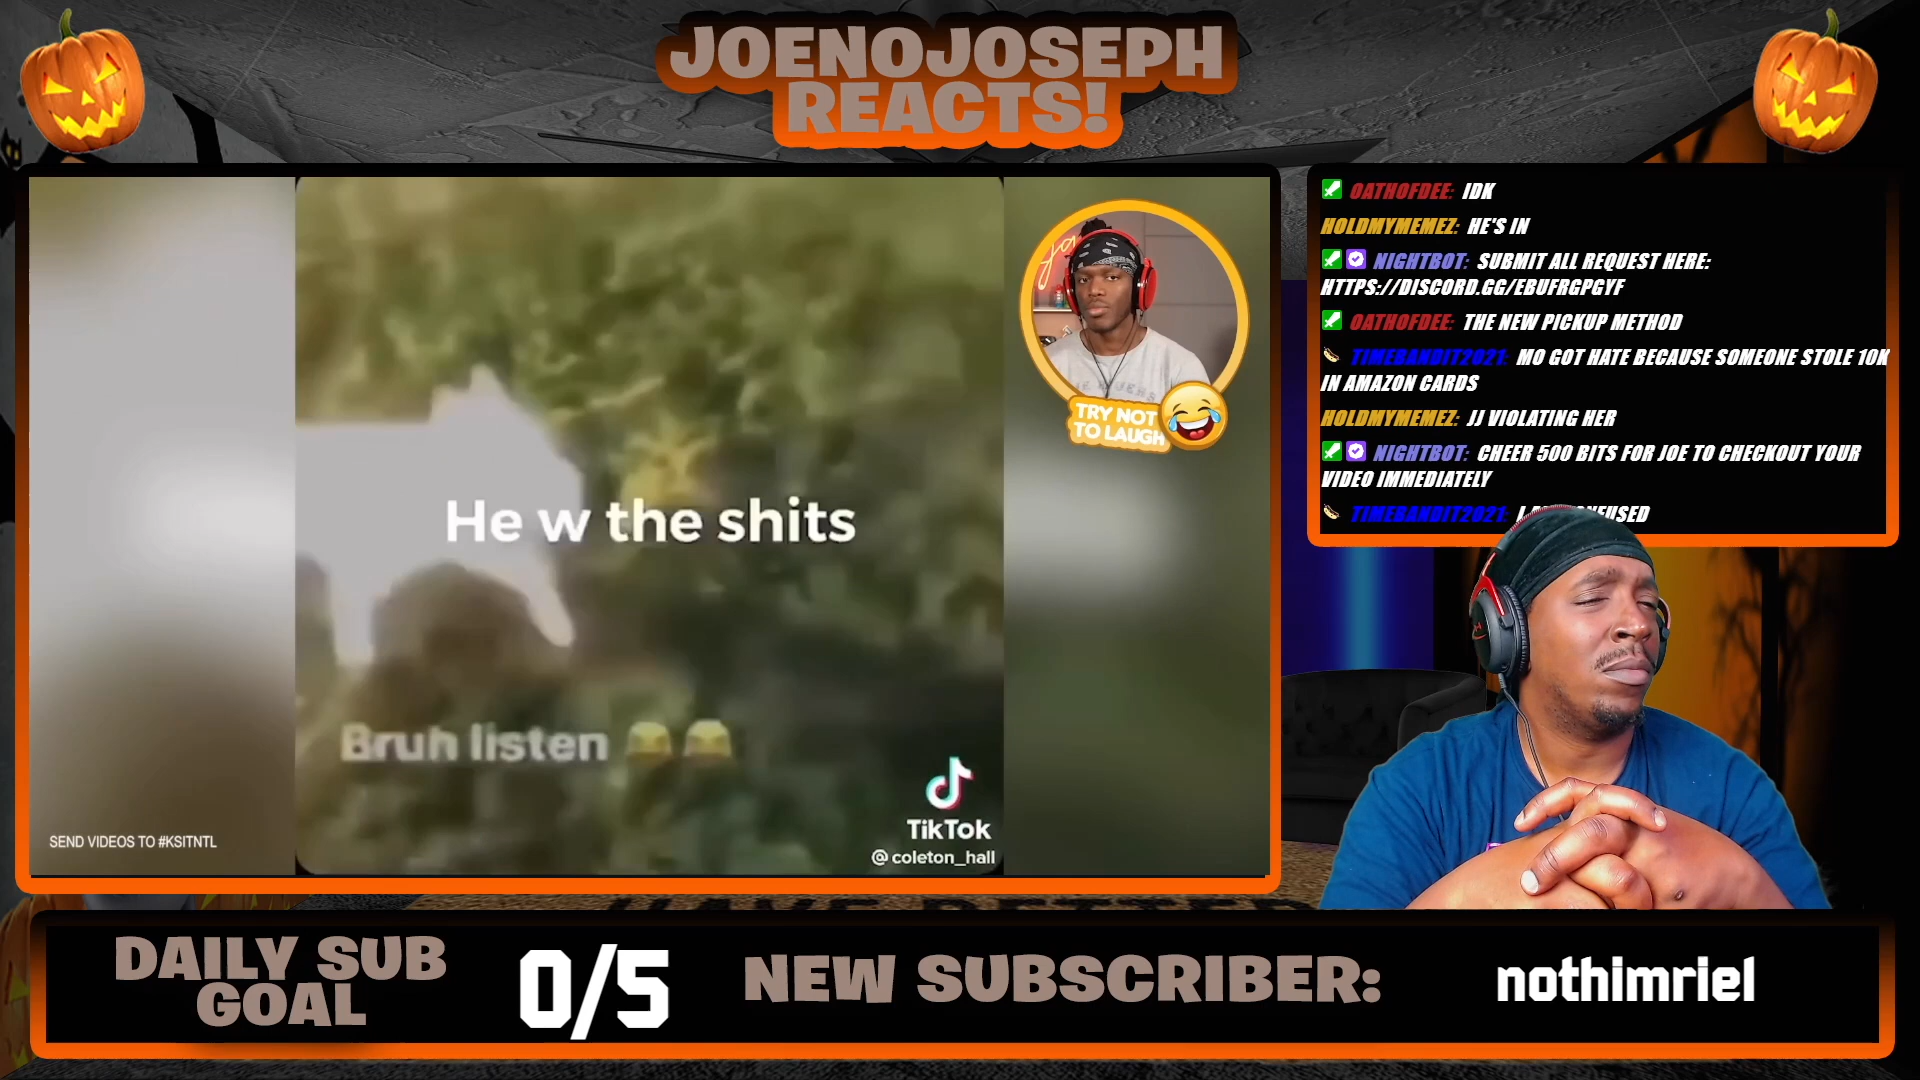 JOENOJOSEPH
REACTS!
He w the shits
Bruh listen
TikTok
@coleton_hall
SEND VIDEOS TO #KSITNTL
TRY NOT
TO LAUGH
OATHOFDEE: IDK
HOLDMYMEMEZ: HE'S IN
NIGHTBOT: SUBMIT ALL REQUEST HERE:
HTTPS://DISCORD.GG/EBUFRGPGYF
OATHOFDEE: THE NEW PICKUP METHOD
TIMEBANDIT2021: MO GOT HATE BECAUSE SOMEONE STOLE 10K
IN AMAZON CARDS
HOLDMYMEMEZ: JJ VIOLATING HER
NIGHTBOT: CHEER 500 BITS FOR JOE TO CHECKOUT YOUR
VIDEO IMMEDIATELY
TIMEBANDIT2021: I
DAILY SUB
GOAL
0/5
NEW SUBSCRIBER:
nothimriel